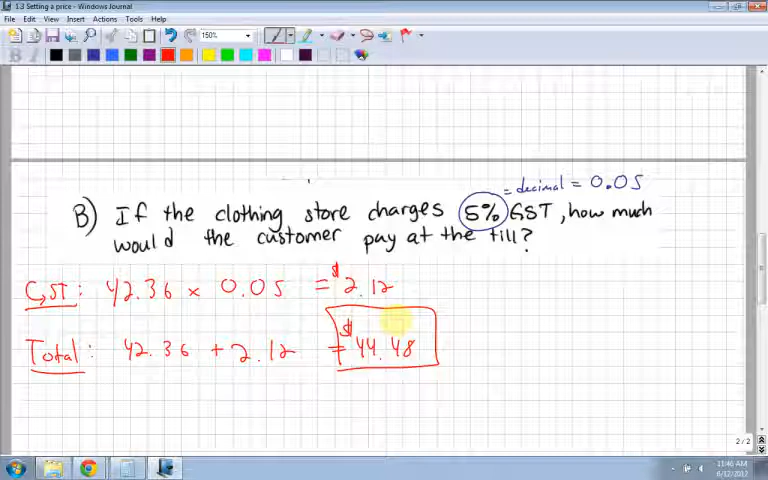 1.3 Setting a price - Windows Journal
File Edit View Insert Actions Tools Help
150%
B I
= decimal = 0.05
B) If the clothing store charges 5% GST, how much
would the customer pay at the till?
GST: 42.36 × 0.05 = $2.12
Total: 42.36 + 2.12 = $44.48
2 / 2
11:46 AM
6/12/2012